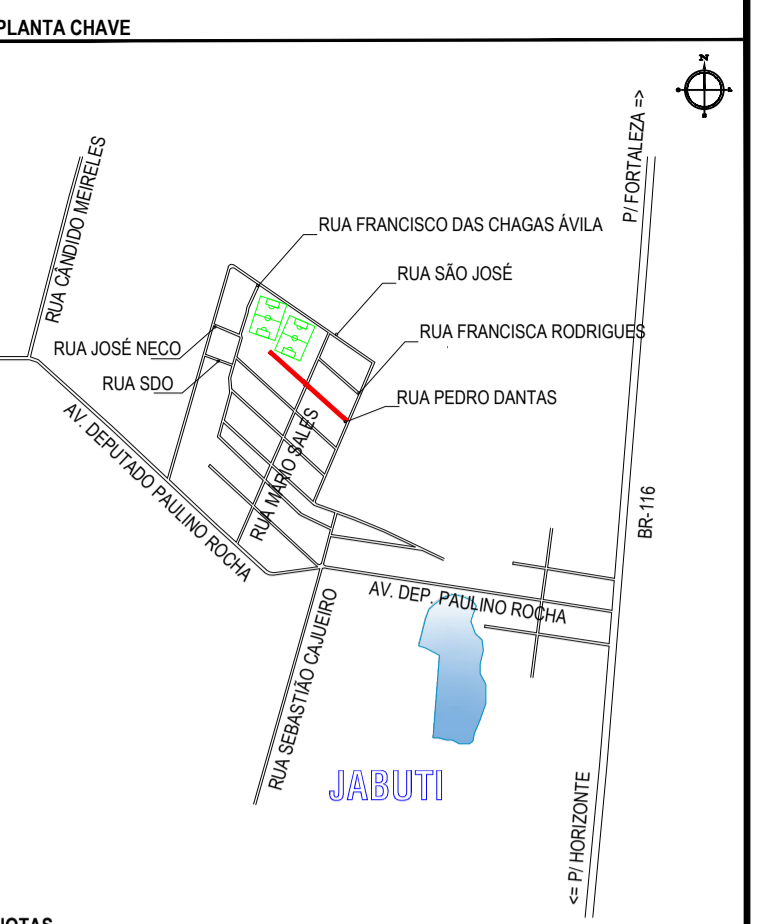 PLANTA CHAVE
N
P/ FORTALEZA =>
RUA CÂNDIDO MEIRELES
RUA FRANCISCO DAS CHAGAS ÁVILA
RUA SÃO JOSÉ
RUA FRANCISCA RODRIGUES
RUA JOSÉ NECO
RUA SDO
RUA PEDRO DANTAS
AV. DEPUTADO PAULINO ROCHA
RUA MÁRIO SALES
BR-116
AV. DEP. PAULINO ROCHA
RUA SEBASTIÃO CAJUEIRO
JABUTI
<= P/ HORIZONTE